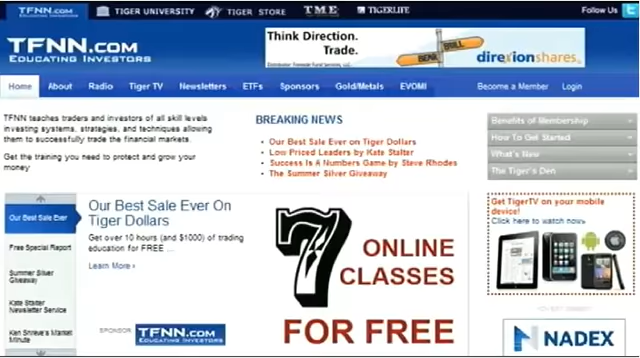 TFNN.COM
EDUCATING INVESTORS
TIGER UNIVERSITY
TIGER STORE
TME
TIGERLIFE
Follow Us
TFNN.COM
EDUCATING INVESTORS
Think Direction.
Trade.
BULL
direxionshares
Home About Radio Tiger TV Newsletters ETFs Sponsors Gold/Metals EVOMI Become a Member Login
TFNN teaches traders and investors of all skill levels
investing systems, strategies, and techniques allowing
them to successfully trade the financial markets.
Get the training you need to protect and grow your
money
BREAKING NEWS
Our Best Sale Ever on Tiger Dollars
Low Priced Leaders by Kate Stalter
Success Is A Numbers Game by Steve Rhodes
The Summer Silver Giveaway
Benefits of Membership
How To Get Started
What's New
The Tiger's Den
Our Best Sale Ever
Free Special Report
Summer Silver
Giveaway
Kate Stalter
Newsletter Service
Ken Shreve's Market
Minute
Our Best Sale Ever On
Tiger Dollars
Get over 10 hours (and $1000) of trading
education for FREE ...
Learn More ›
SPONSOR
TFNN.COM
EDUCATING INVESTORS
7 ONLINE
CLASSES
FOR FREE
Get TigerTV on your mobile
device!
Click here to watch now»
ADVERTISEMENT
NADEX